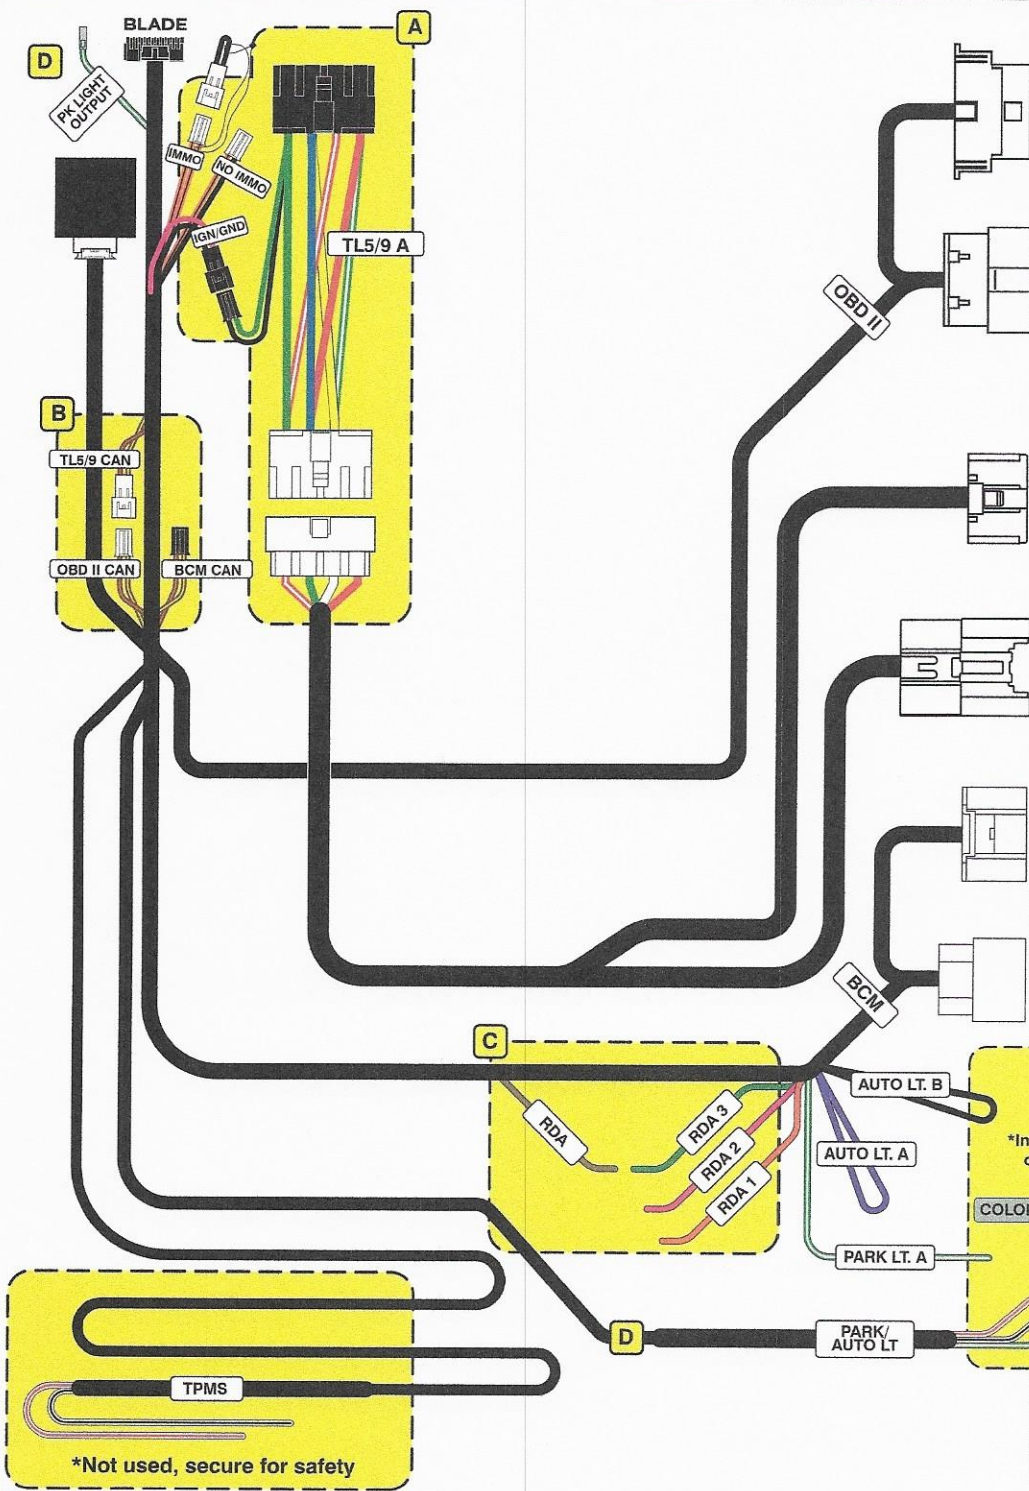 BLADE
A
D
PK LIGHT
OUTPUT
IMMO
NO IMMO
IGN/GND
TL5/9 A
OBD II
B
TL5/9 CAN
OBD II CAN
BCM CAN
BCM
C
AUTO LT. B
RDA
RDA 3
RDA 2
RDA 1
AUTO LT. A
*In
COLO
PARK LT. A
D
PARK/
AUTO LT
TPMS
*Not used, secure for safety